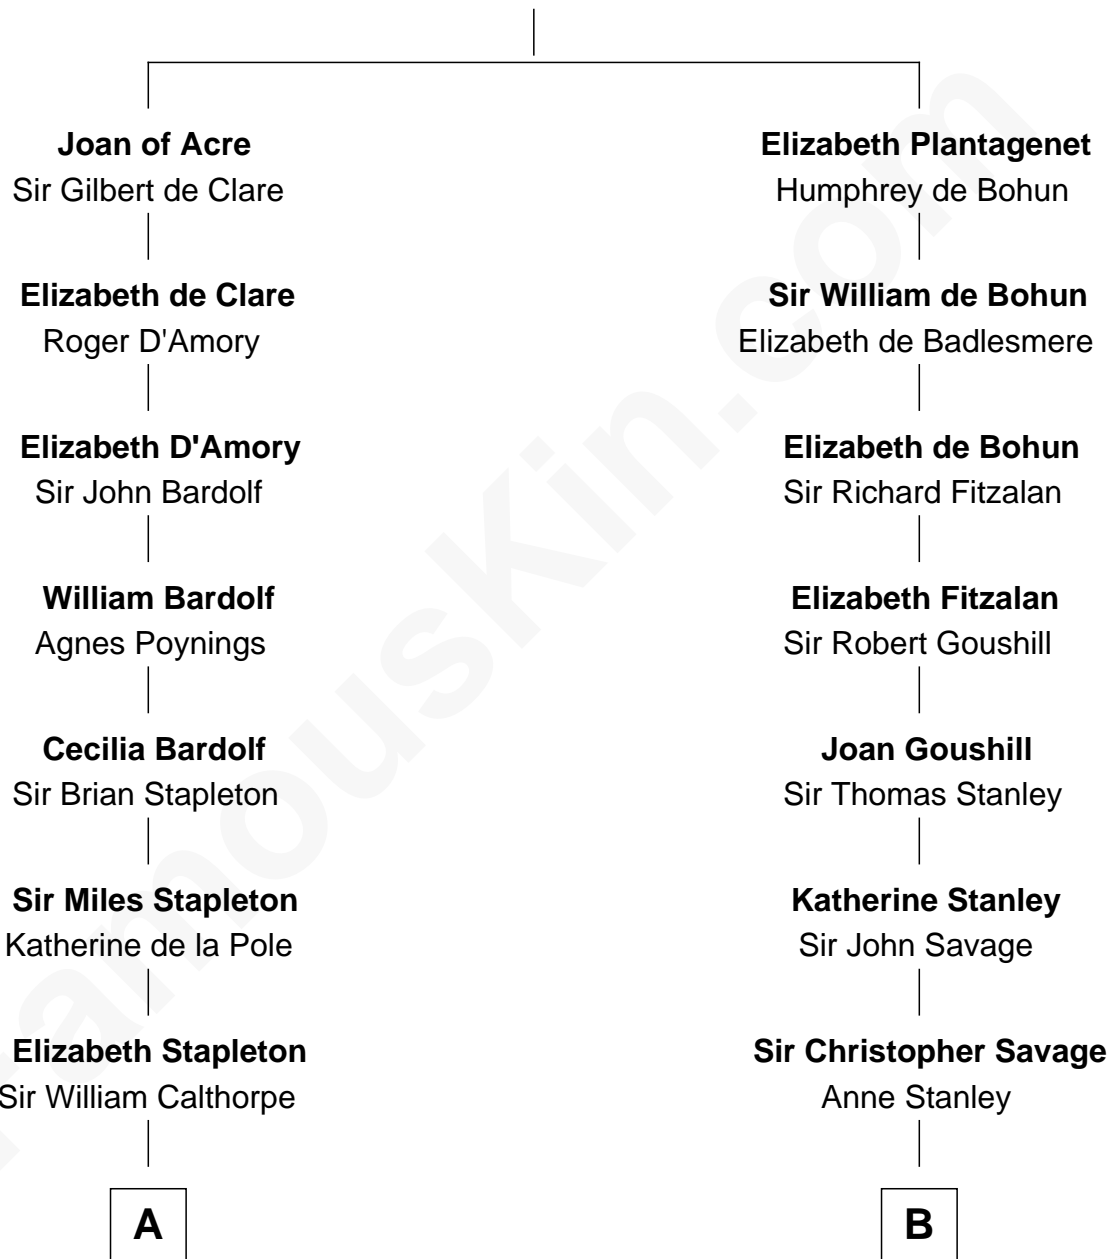 Joan of Acre
Sir Gilbert de Clare
Elizabeth Plantagenet
Humphrey de Bohun
Elizabeth de Clare
Roger D'Amory
Sir William de Bohun
Elizabeth de Badlesmere
Elizabeth D'Amory
Sir John Bardolf
Elizabeth de Bohun
Sir Richard Fitzalan
William Bardolf
Agnes Poynings
Elizabeth Fitzalan
Sir Robert Goushill
Cecilia Bardolf
Sir Brian Stapleton
Joan Goushill
Sir Thomas Stanley
Sir Miles Stapleton
Katherine de la Pole
Katherine Stanley
Sir John Savage
Elizabeth Stapleton
Sir William Calthorpe
Sir Christopher Savage
Anne Stanley
A
B
FamousKin.com